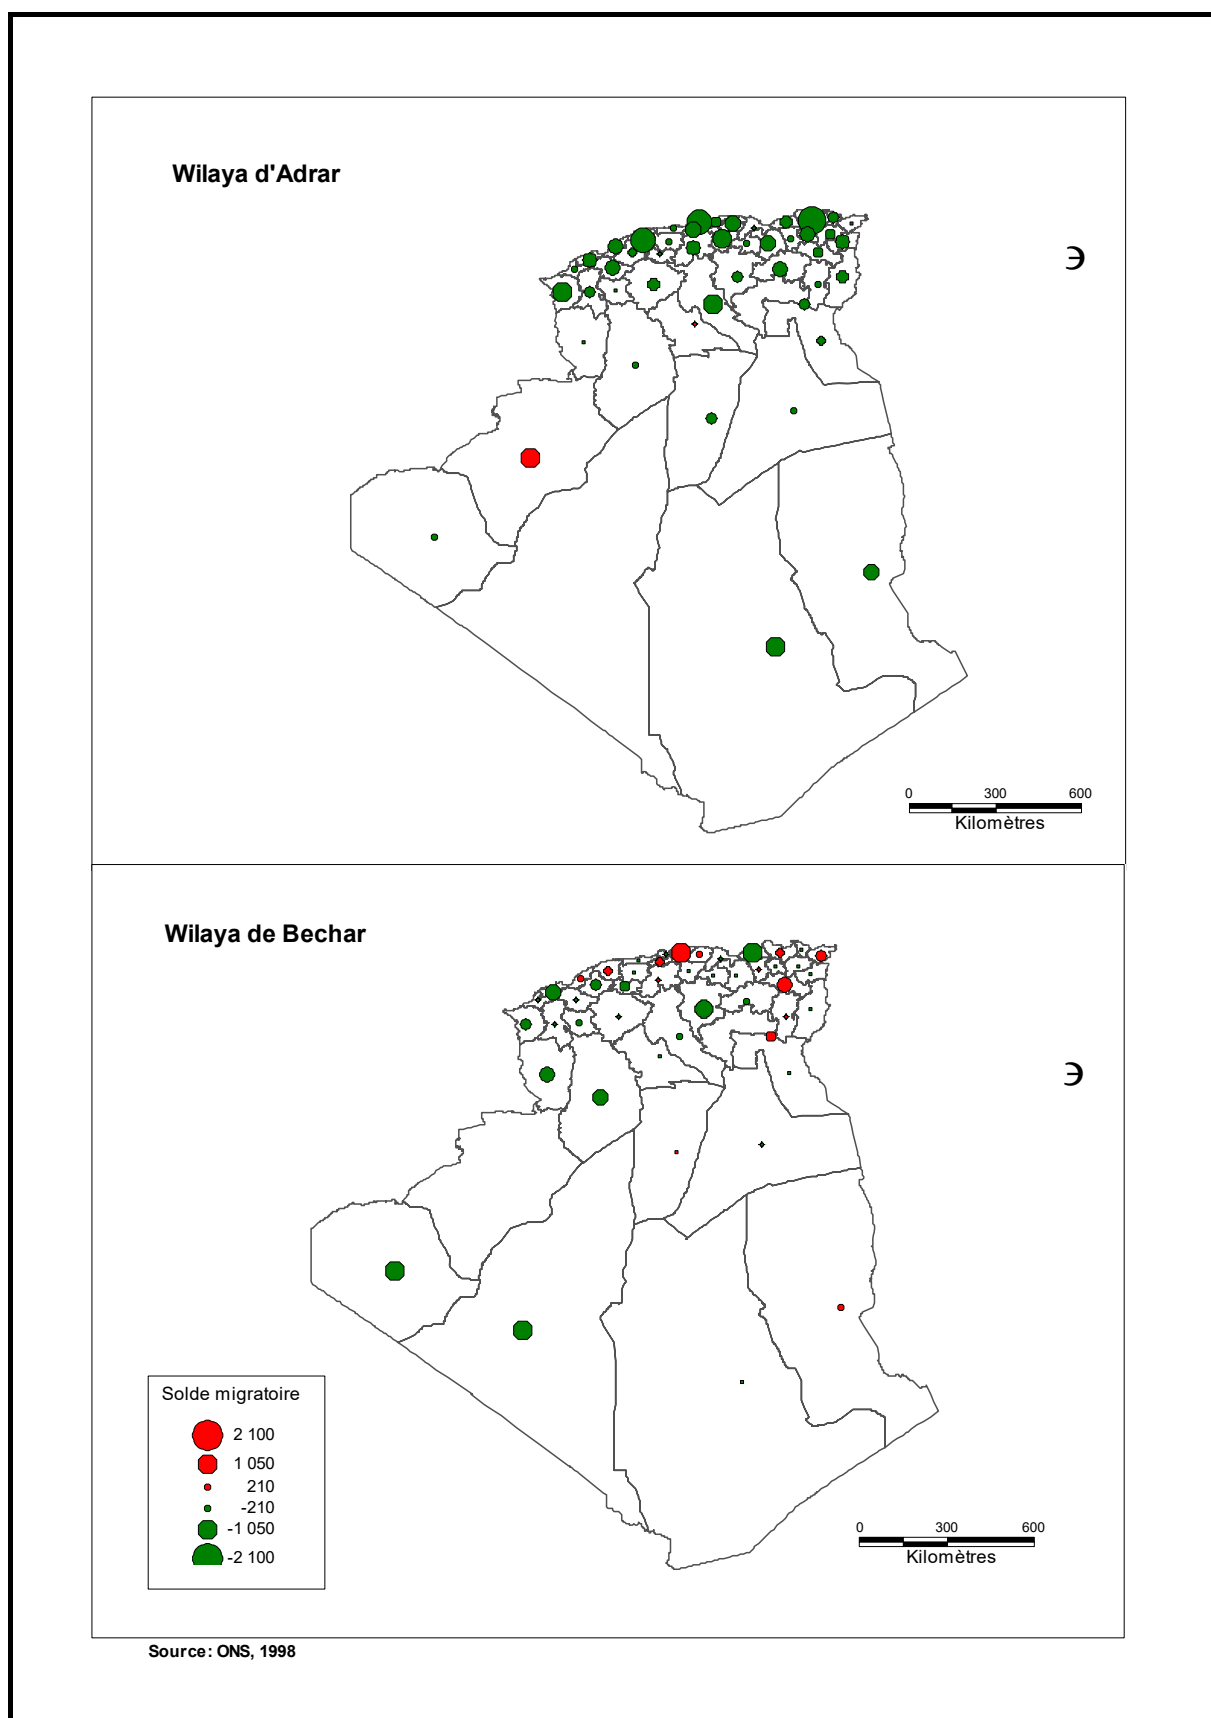 Wilaya d'Adrar
0 300 600
Kilomètres
Wilaya de Bechar
Solde migratoire
2 100
1 050
210
-210
-1 050
-2 100
0 300 600
Kilomètres
Source: ONS, 1998